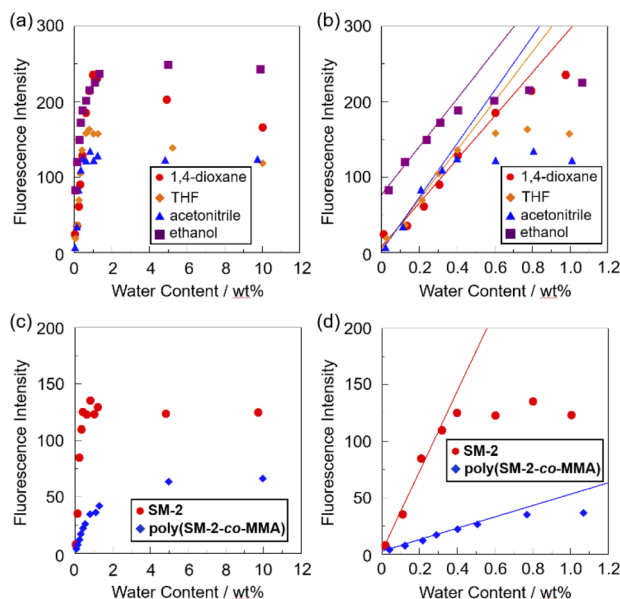 (a)
300
200
100
0
Fluorescence Intensity
1,4-dioxane
THF
acetonitrile
ethanol
0 2 4 6 8 10 12
Water Content / wt%
(b)
300
200
100
0
Fluorescence Intensity
1,4-dioxane
THF
acetonitrile
ethanol
0.0 0.2 0.4 0.6 0.8 1.0 1.2
Water Content / wt%
(c)
200
150
100
50
0
Fluorescence Intensity
SM-2
poly(SM-2-co-MMA)
0 2 4 6 8 10 12
Water Content / wt%
(d)
200
150
100
50
0
Fluorescence Intensity
SM-2
poly(SM-2-co-MMA)
0.0 0.2 0.4 0.6 0.8 1.0 1.2
Water Content / wt%